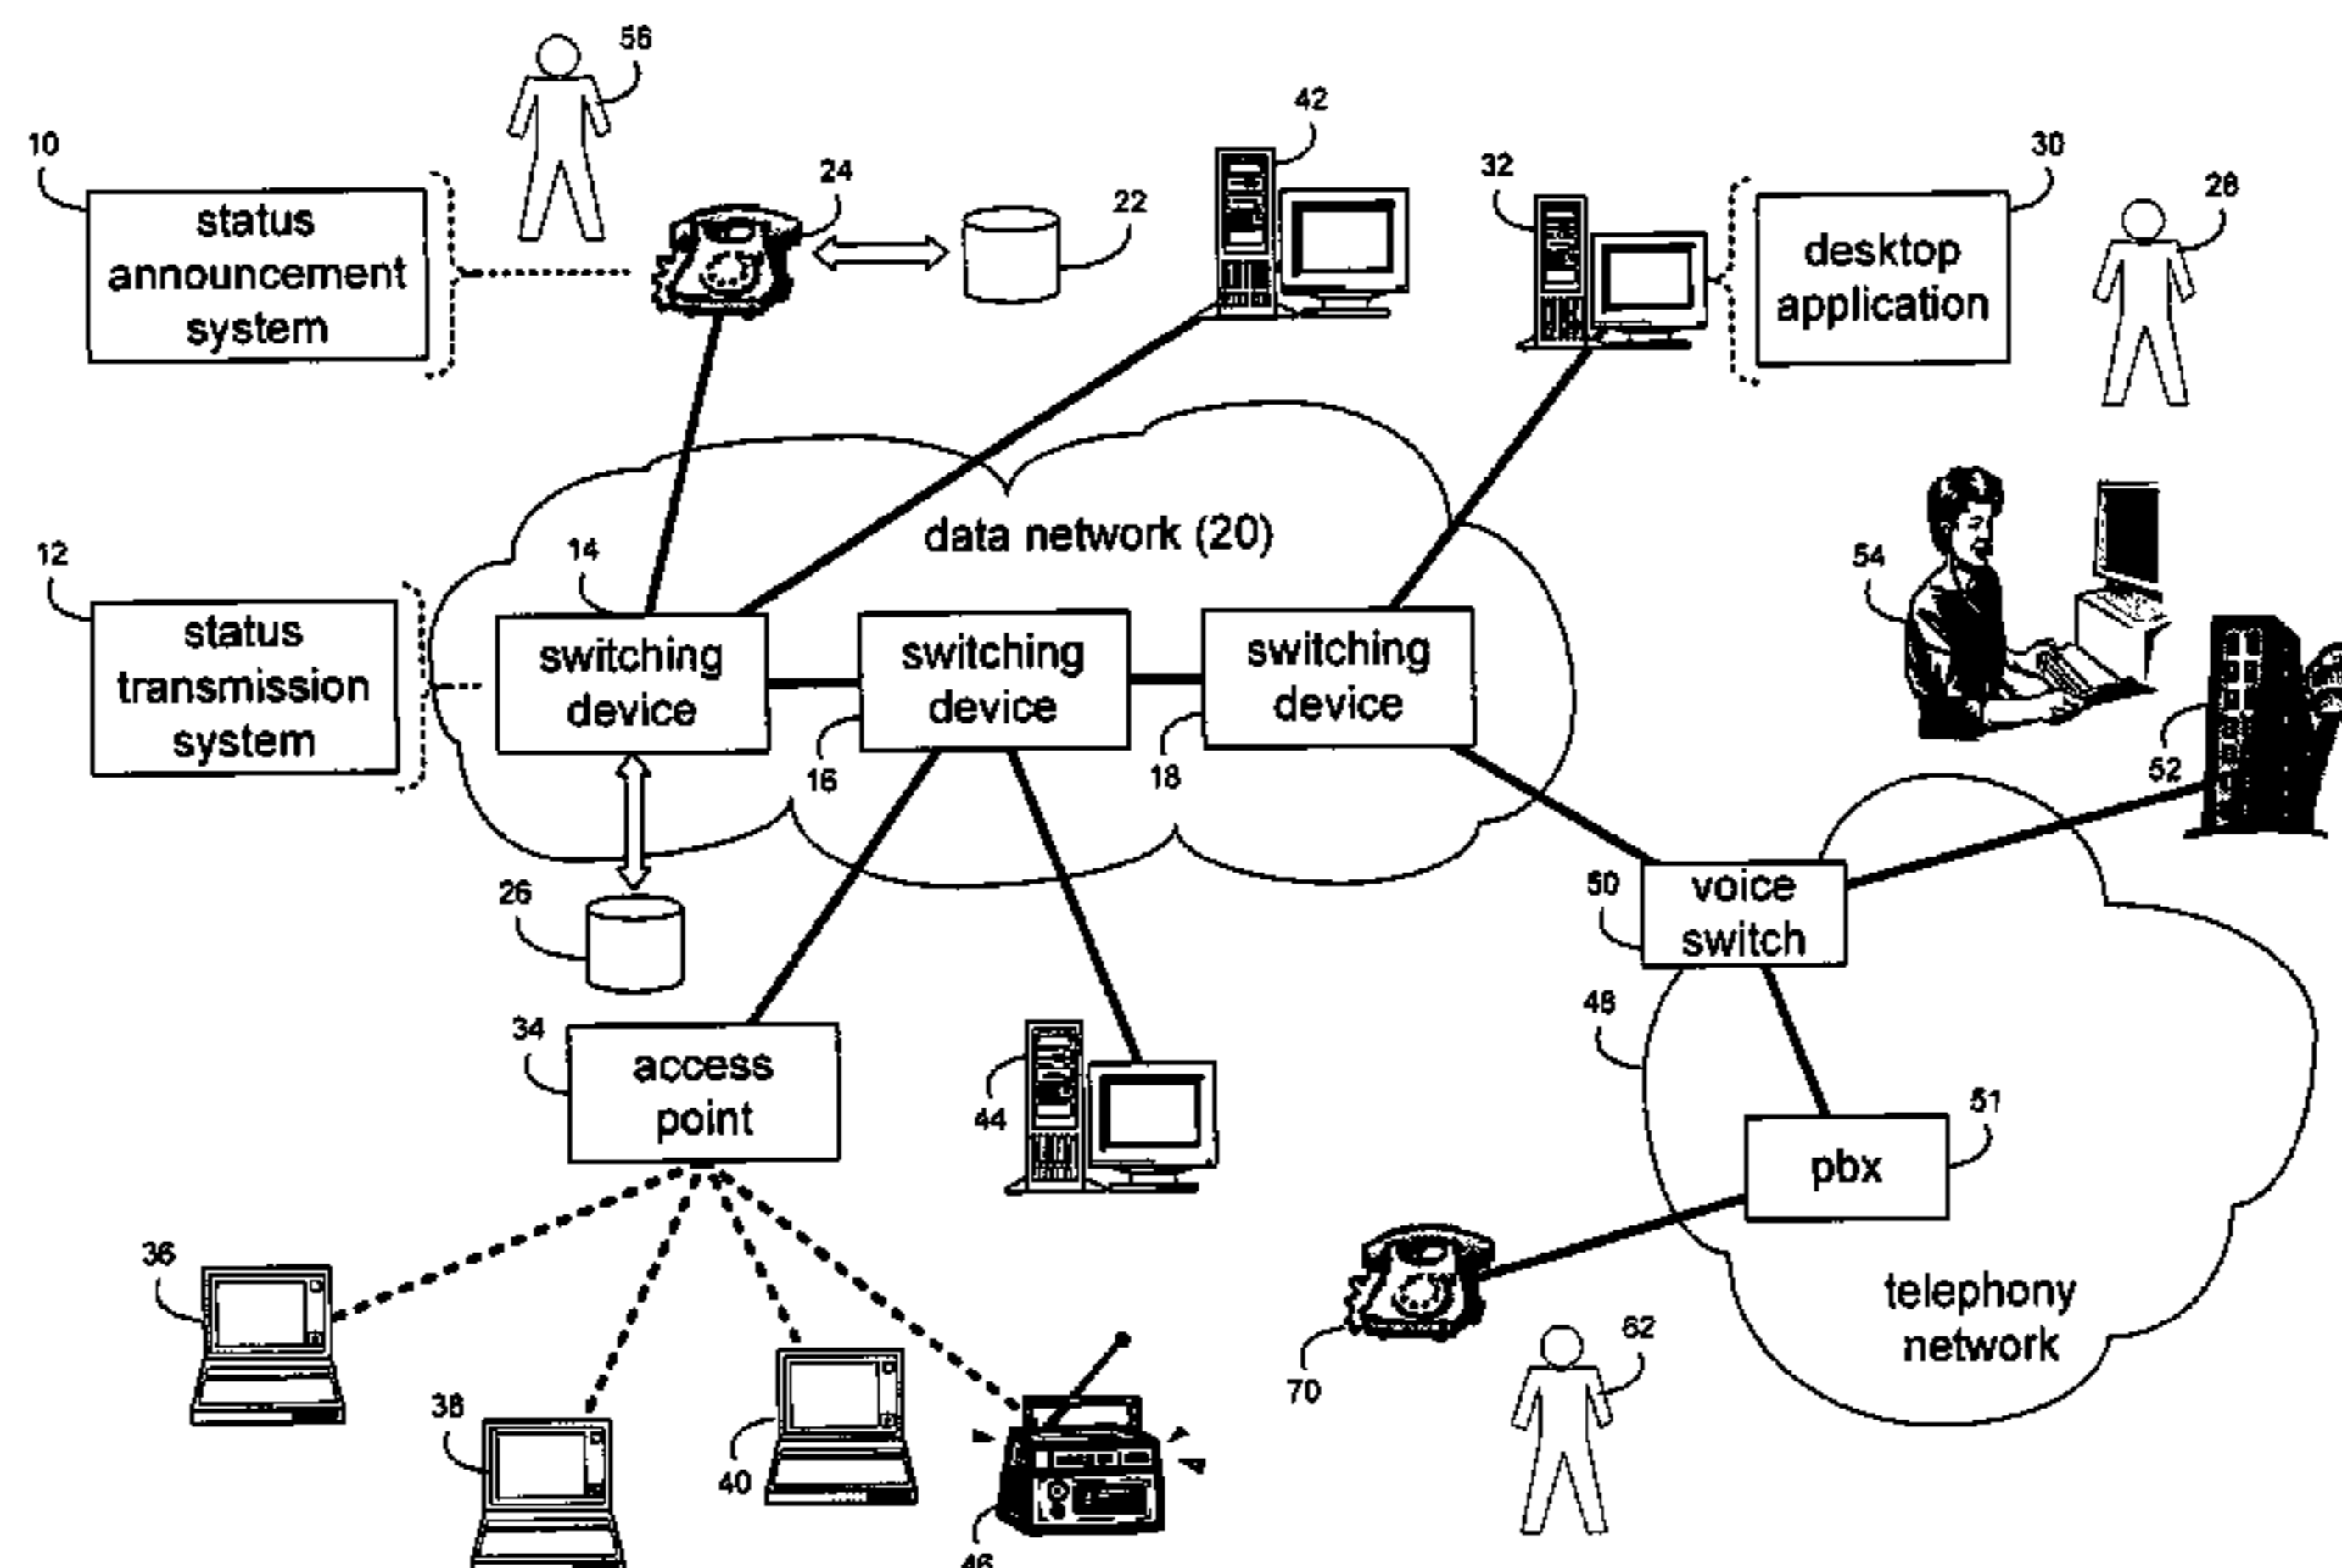 56
10
status
announcement
system
24
22
42
32
30
desktop
application
28
data network (20)
12
status
transmission
system
14
switching
device
switching
device
16
switching
device
18
54
52
26
50
voice
switch
48
34
access
point
44
51
pbx
telephony
network
36
38
40
46
70
62